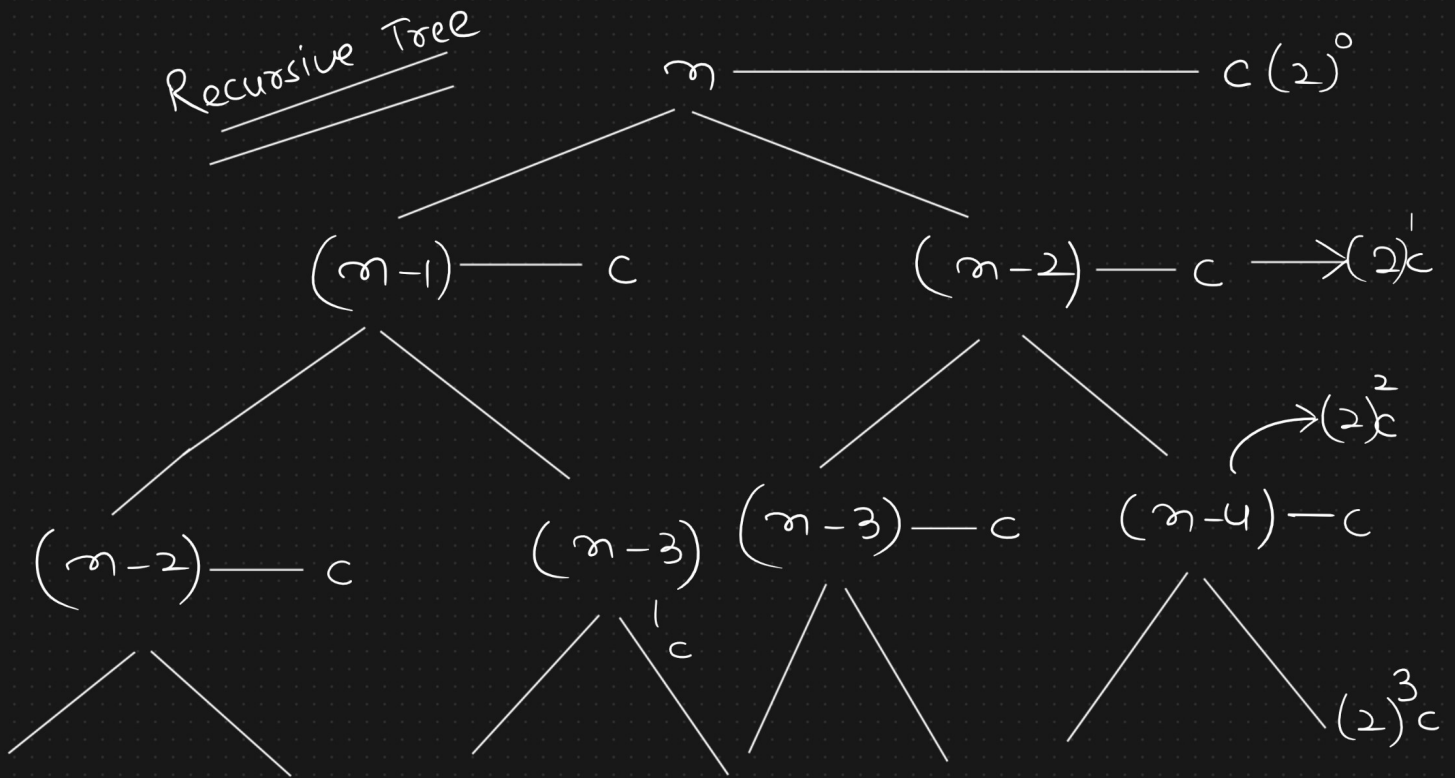 Recursive Tree
n — c(2)⁰
(n-1) — c (n-2) — c → (2)¹c
→ (2)²c
(n-2) — c (n-3) (n-3) — c (n-4) — c
c
(2)³c